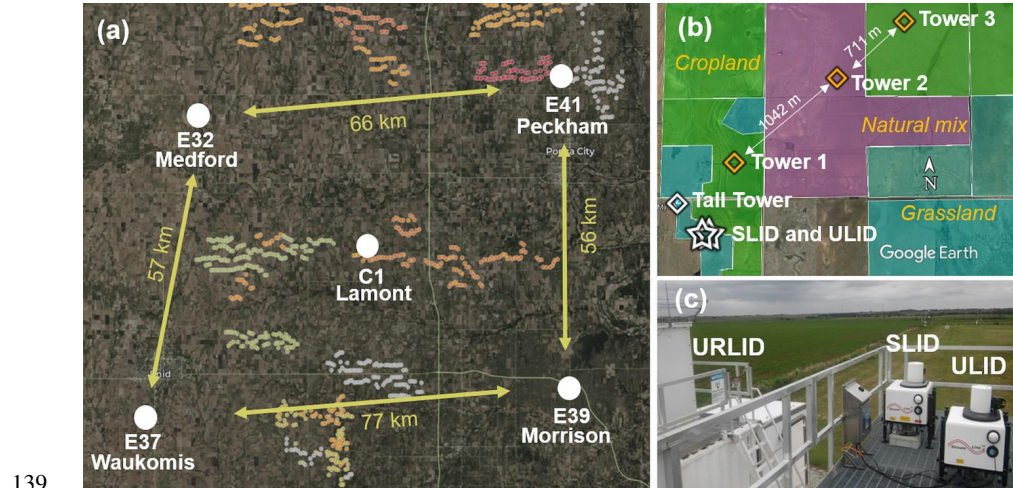 (a)
E41
Peckham
66 km
E32
Medford
Ponca City
57 km
56 km
C1
Lamont
Enid
77 km
E39
Morrison
E37
Waukomis
(b)
Tower 3
711 m
Cropland
Tower 2
1042 m
Natural mix
Tower 1
N
Tall Tower
Grassland
SLID and ULID
Google Earth
(c)
URLID
SLID
ULID
139